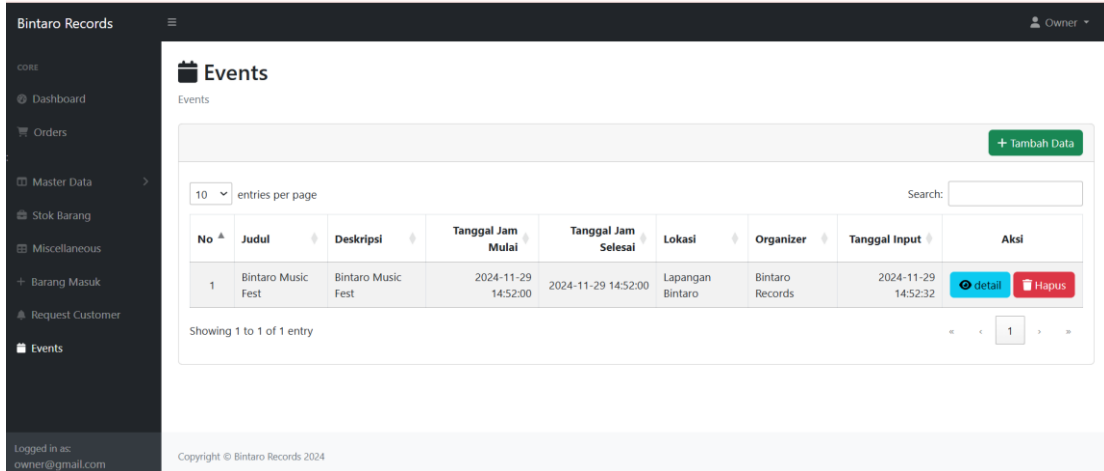 Bintaro Records
Owner
CORE
Dashboard
Orders
Master Data
Stok Barang
Miscellaneous
+ Barang Masuk
Request Customer
Events
Logged in as:
owner@gmail.com
Events
Events
+ Tambah Data
10 entries per page
Search:
No Judul Deskripsi Tanggal Jam Mulai Tanggal Jam Selesai Lokasi Organizer Tanggal Input Aksi
1 Bintaro Music Fest Bintaro Music Fest 2024-11-29 14:52:00 2024-11-29 14:52:00 Lapangan Bintaro Bintaro Records 2024-11-29 14:52:32 detail Hapus
Showing 1 to 1 of 1 entry
« ‹ 1 › »
Copyright © Bintaro Records 2024